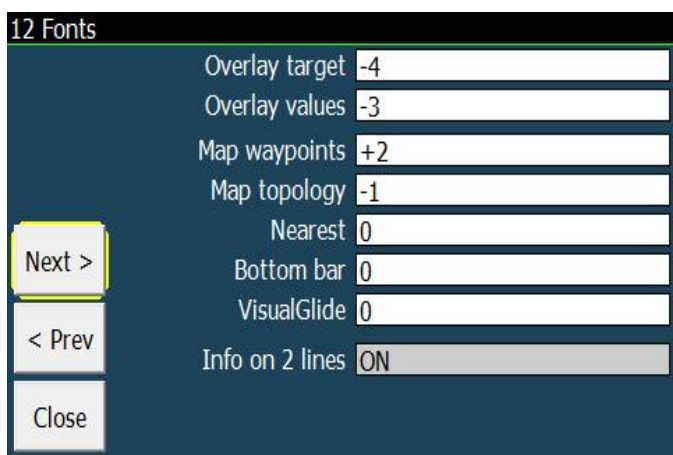 12 Fonts
Overlay target -4
Overlay values -3
Map waypoints +2
Map topology -1
Nearest 0
Next >
Bottom bar 0
VisualGlide 0
< Prev
Info on 2 lines ON
Close